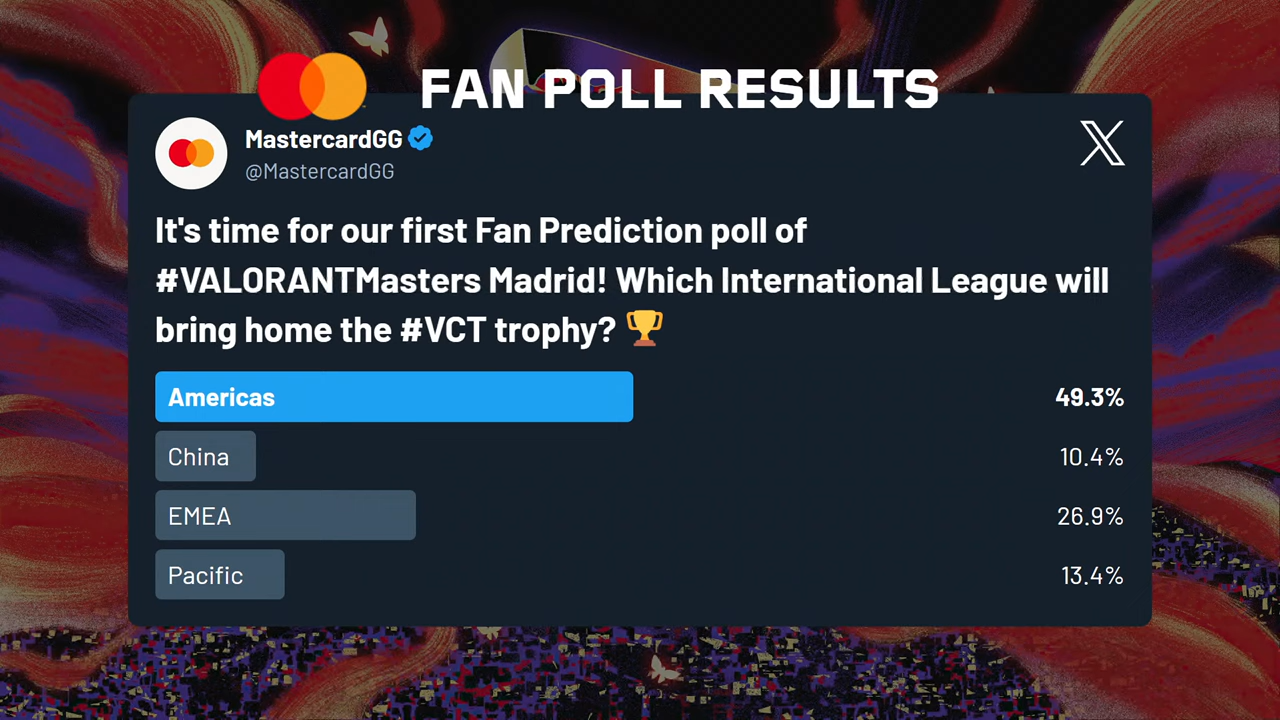 FAN POLL RESULTS
MastercardGG
@MastercardGG
It's time for our first Fan Prediction poll of
#VALORANTMasters Madrid! Which International League will
bring home the #VCT trophy? 🏆
Americas 49.3%
China 10.4%
EMEA 26.9%
Pacific 13.4%